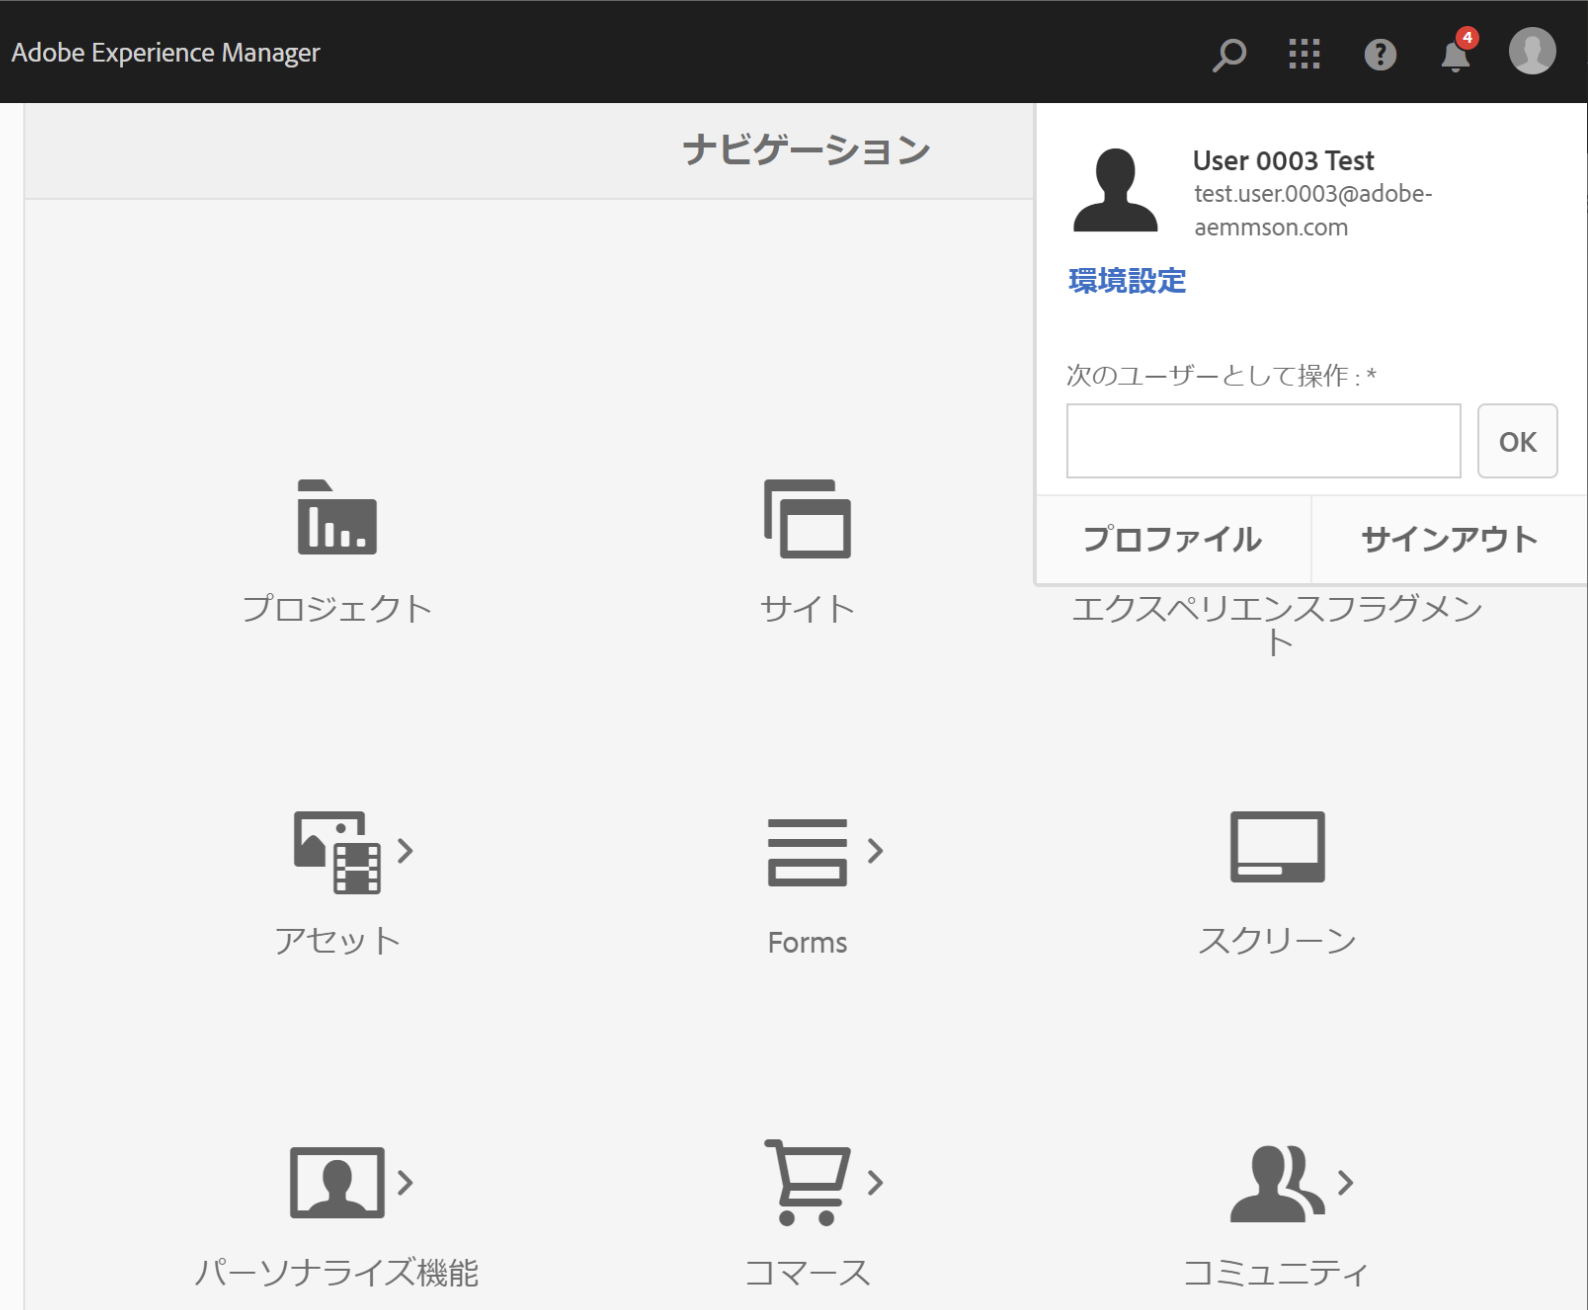 Adobe Experience Manager
4
ナビゲーション
User 0003 Test
test.user.0003@adobe-
aemmson.com
環境設定
次のユーザーとして操作 : *
OK
プロファイル
サインアウト
プロジェクト
サイト
エクスペリエンスフラグメン
ト
アセット
Forms
スクリーン
パーソナライズ機能
コマース
コミュニティ